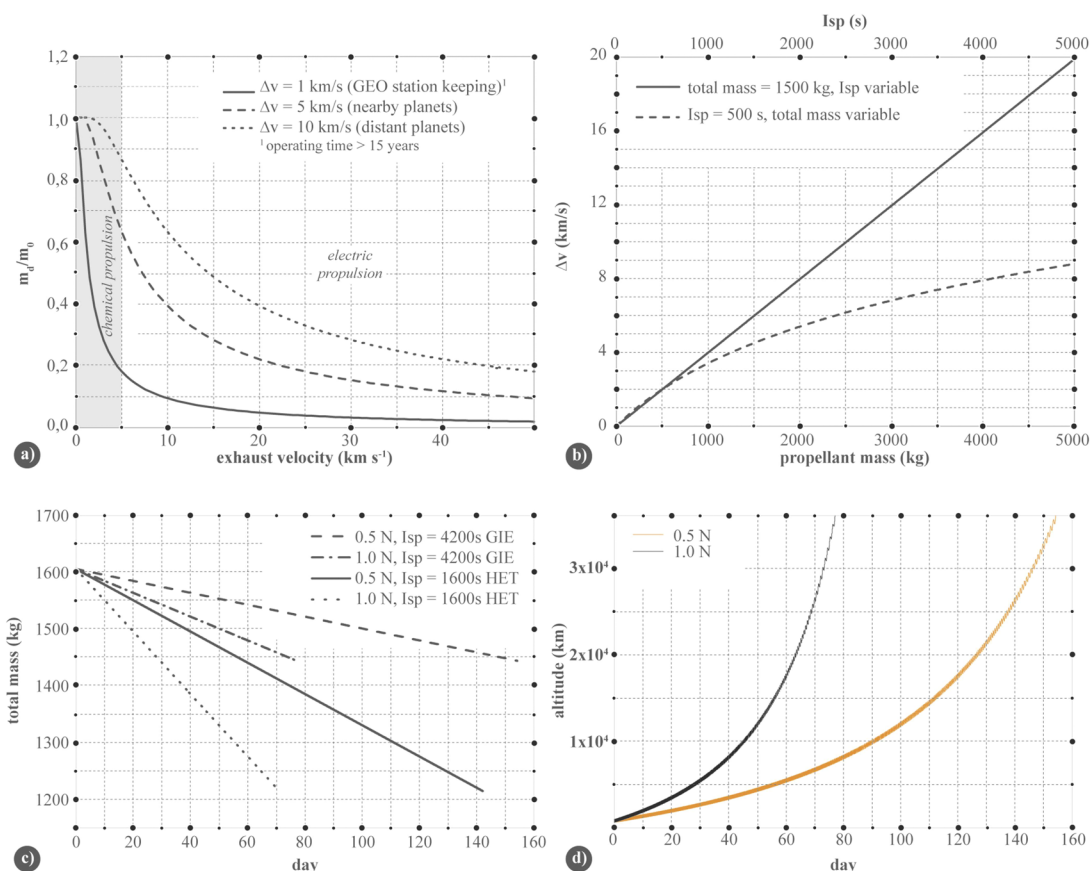 1,2
1,0
0,8
0,6
0,4
0,2
0,0
m_d/m_0
Δv = 1 km/s (GEO station keeping)¹
Δv = 5 km/s (nearby planets)
Δv = 10 km/s (distant planets)
¹ operating time > 15 years
chemical propulsion
electric
propulsion
0 10 20 30 40
exhaust velocity (km s⁻¹)
a)
Isp (s)
0 1000 2000 3000 4000 5000
20
18
16
14
12
10
8
6
4
2
0
Δv (km/s)
total mass = 1500 kg, Isp variable
Isp = 500 s, total mass variable
0 1000 2000 3000 4000 5000
propellant mass (kg)
b)
1700
1600
1500
1400
1300
1200
total mass (kg)
0.5 N, Isp = 4200s GIE
1.0 N, Isp = 4200s GIE
0.5 N, Isp = 1600s HET
1.0 N, Isp = 1600s HET
0 20 40 60 80 100 120 140 160
day
c)
3x10⁴
2x10⁴
1x10⁴
altitude (km)
0.5 N
1.0 N
0 20 40 60 80 100 120 140 160
day
d)